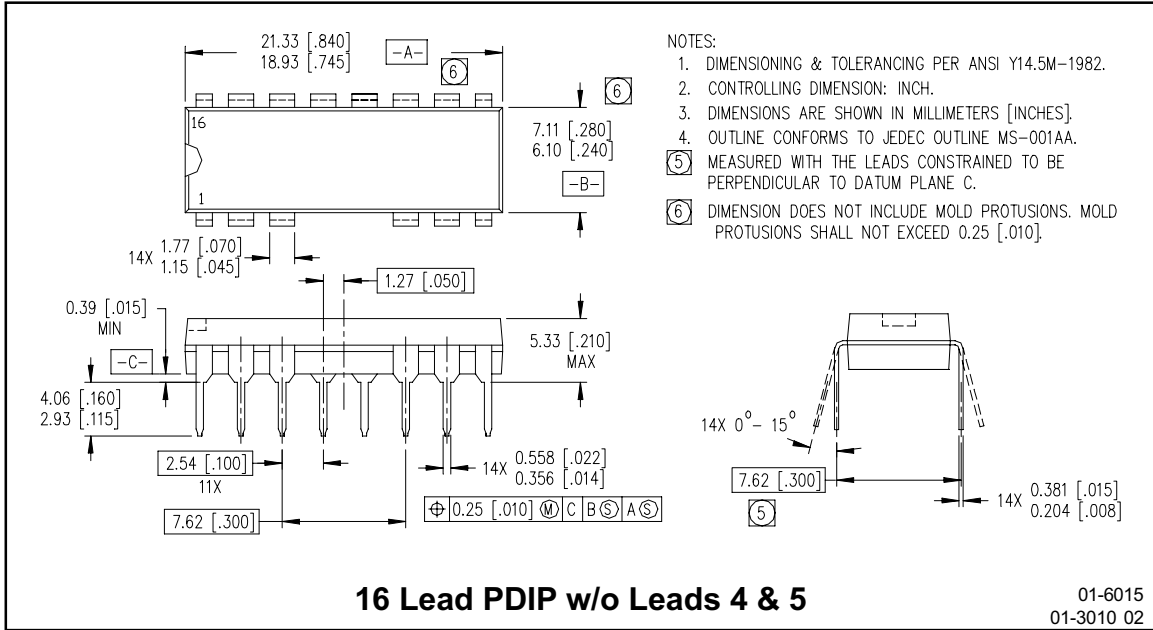 21.33 [.840]
18.93 [.745]
-A-
6
6
16
1
7.11 [.280]
6.10 [.240]
-B-
NOTES:
1. DIMENSIONING & TOLERANCING PER ANSI Y14.5M-1982.
2. CONTROLLING DIMENSION: INCH.
3. DIMENSIONS ARE SHOWN IN MILLIMETERS [INCHES].
4. OUTLINE CONFORMS TO JEDEC OUTLINE MS-001AA.
5 MEASURED WITH THE LEADS CONSTRAINED TO BE
PERPENDICULAR TO DATUM PLANE C.
6 DIMENSION DOES NOT INCLUDE MOLD PROTUSIONS. MOLD
PROTUSIONS SHALL NOT EXCEED 0.25 [.010].
14X 1.77 [.070]
1.15 [.045]
1.27 [.050]
0.39 [.015]
MIN
-C-
5.33 [.210]
MAX
4.06 [.160]
2.93 [.115]
2.54 [.100]
11X
14X 0.558 [.022]
0.356 [.014]
⌖ 0.25 [.010] Ⓜ C BⓈ AⓈ
7.62 [.300]
14X 0° - 15°
7.62 [.300]
5
14X 0.381 [.015]
0.204 [.008]
16 Lead PDIP w/o Leads 4 & 5
01-6015
01-3010 02